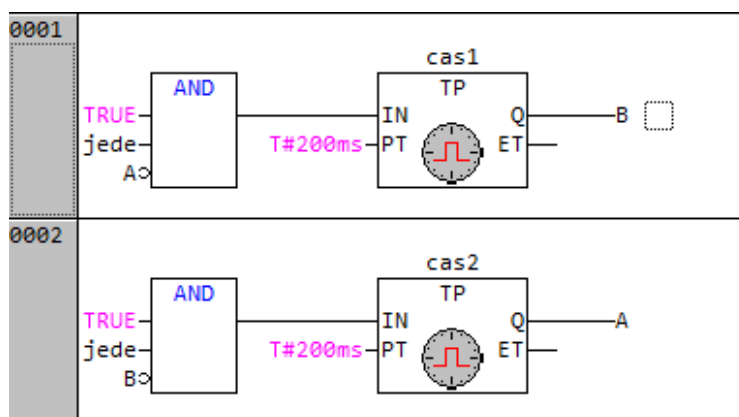 0001
cas1
AND
TP
TRUE
IN
Q
B
jede
T#200ms
PT
ET
A
0002
cas2
AND
TP
TRUE
IN
Q
A
jede
T#200ms
PT
ET
B